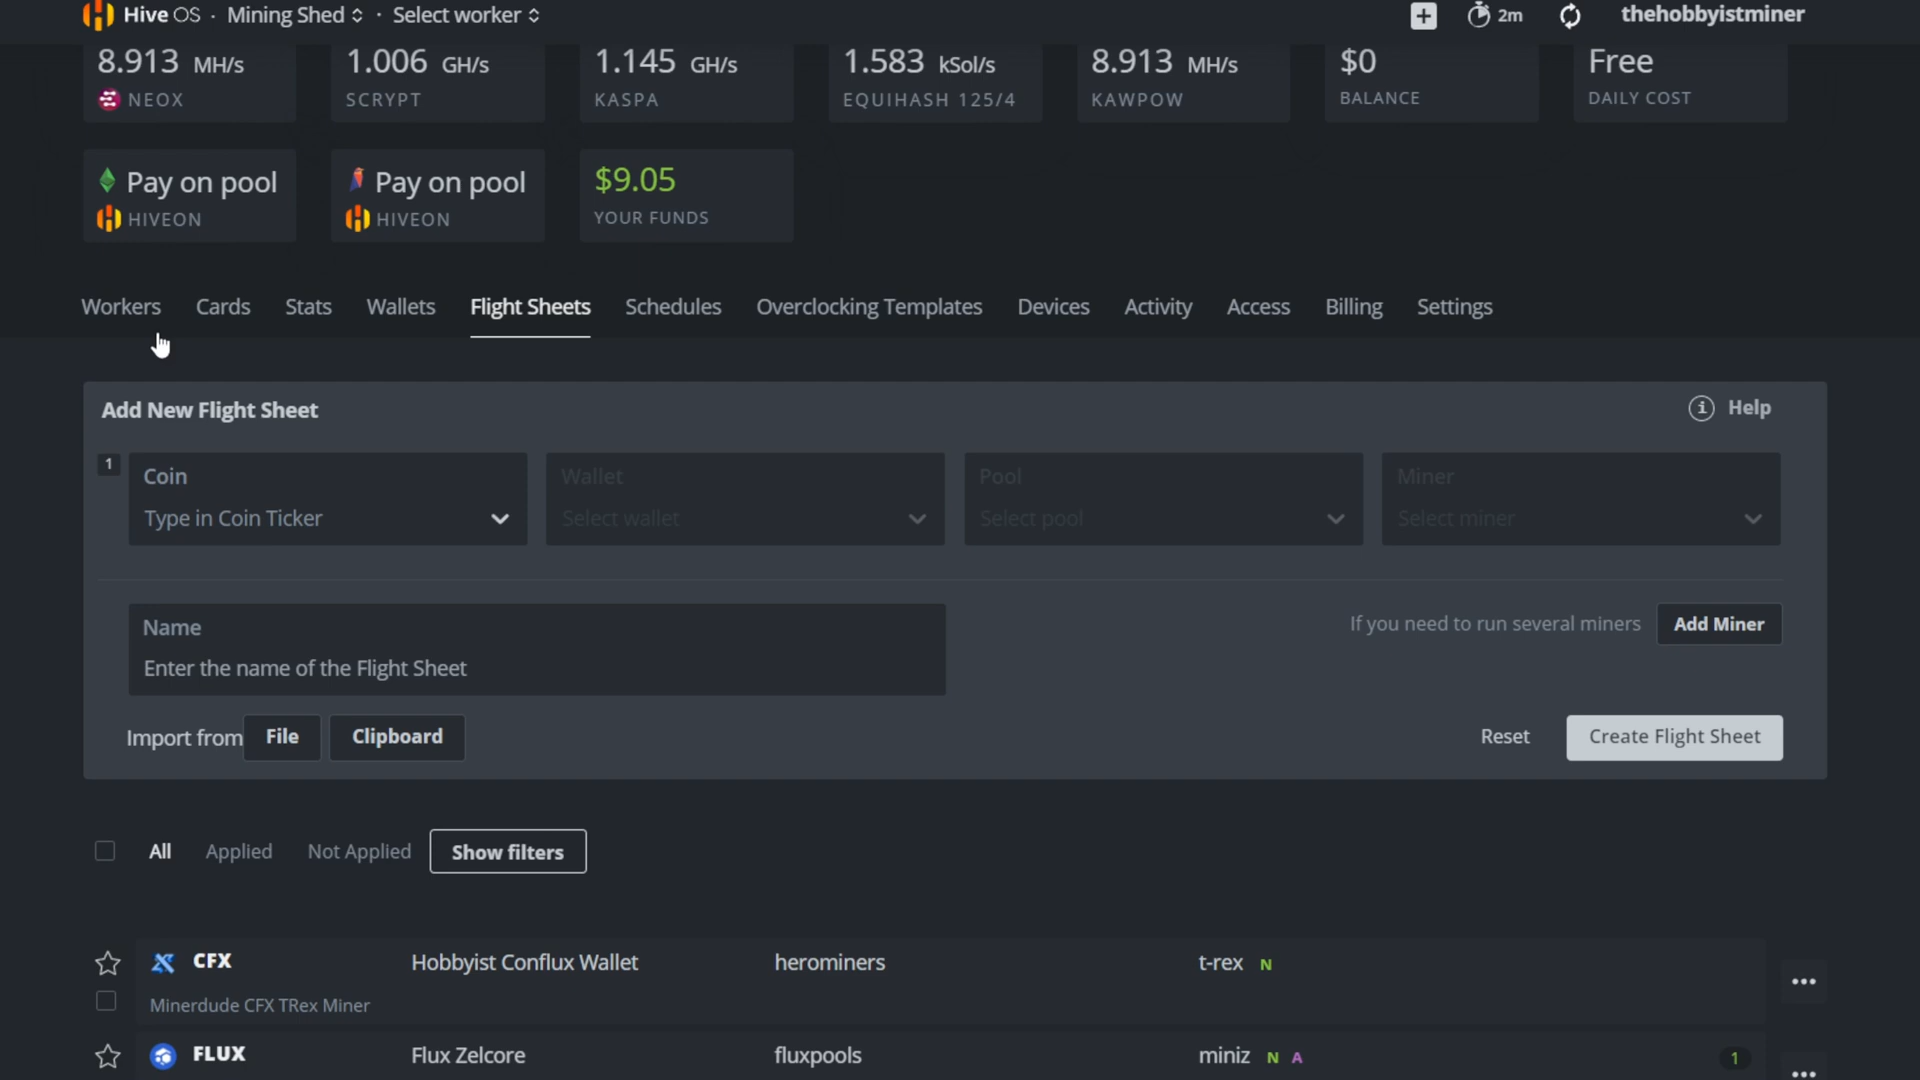 Hive OS · Mining Shed · Select worker
2m
thehobbyistminer
8.913 MH/s
NEOX
1.006 GH/s
SCRYPT
1.145 GH/s
KASPA
1.583 kSol/s
EQUIHASH 125/4
8.913 MH/s
KAWPOW
$0
BALANCE
Free
DAILY COST
Pay on pool
HIVEON
Pay on pool
HIVEON
$9.05
YOUR FUNDS
Workers Cards Stats Wallets Flight Sheets Schedules Overclocking Templates Devices Activity Access Billing Settings
Add New Flight Sheet
Help
1
Coin
Type in Coin Ticker
Wallet
Select wallet
Pool
Select pool
Miner
Select miner
Name
Enter the name of the Flight Sheet
If you need to run several miners
Add Miner
Import from File Clipboard
Reset
Create Flight Sheet
All Applied Not Applied Show filters
CFX Hobbyist Conflux Wallet herominers t-rex N
Minerdude CFX TRex Miner
FLUX Flux Zelcore fluxpools miniz N A 1